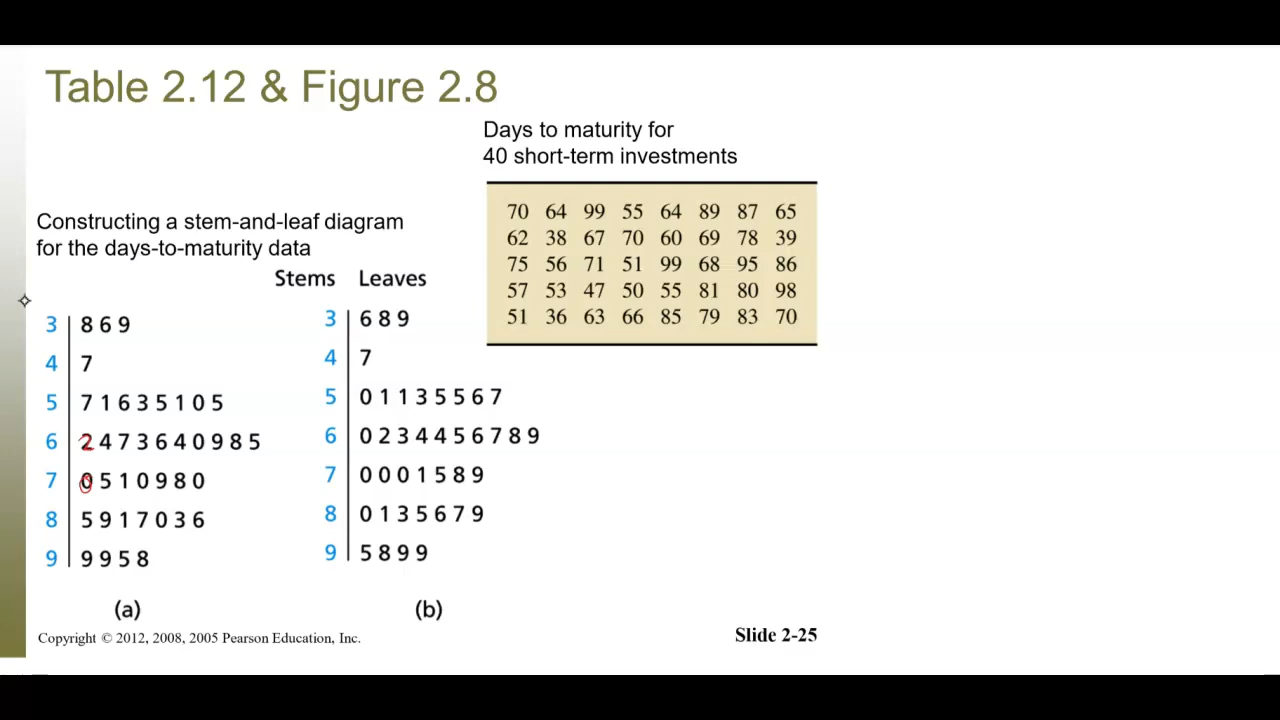 Table 2.12 & Figure 2.8
Days to maturity for
40 short-term investments
70 64 99 55 64 89 87 65
62 38 67 70 60 69 78 39
75 56 71 51 99 68 95 86
57 53 47 50 55 81 80 98
51 36 63 66 85 79 83 70
Constructing a stem-and-leaf diagram
for the days-to-maturity data
3 8 6 9
4 7
5 7 1 6 3 5 1 0 5
6 2 4 7 3 6 4 0 9 8 5
7 0 5 1 0 9 8 0
8 5 9 1 7 0 3 6
9 9 9 5 8
(a)
Stems Leaves
3 6 8 9
4 7
5 0 1 1 3 5 5 6 7
6 0 2 3 4 4 5 6 7 8 9
7 0 0 0 1 5 8 9
8 0 1 3 5 6 7 9
9 5 8 9 9
(b)
Copyright © 2012, 2008, 2005 Pearson Education, Inc.
Slide 2-25